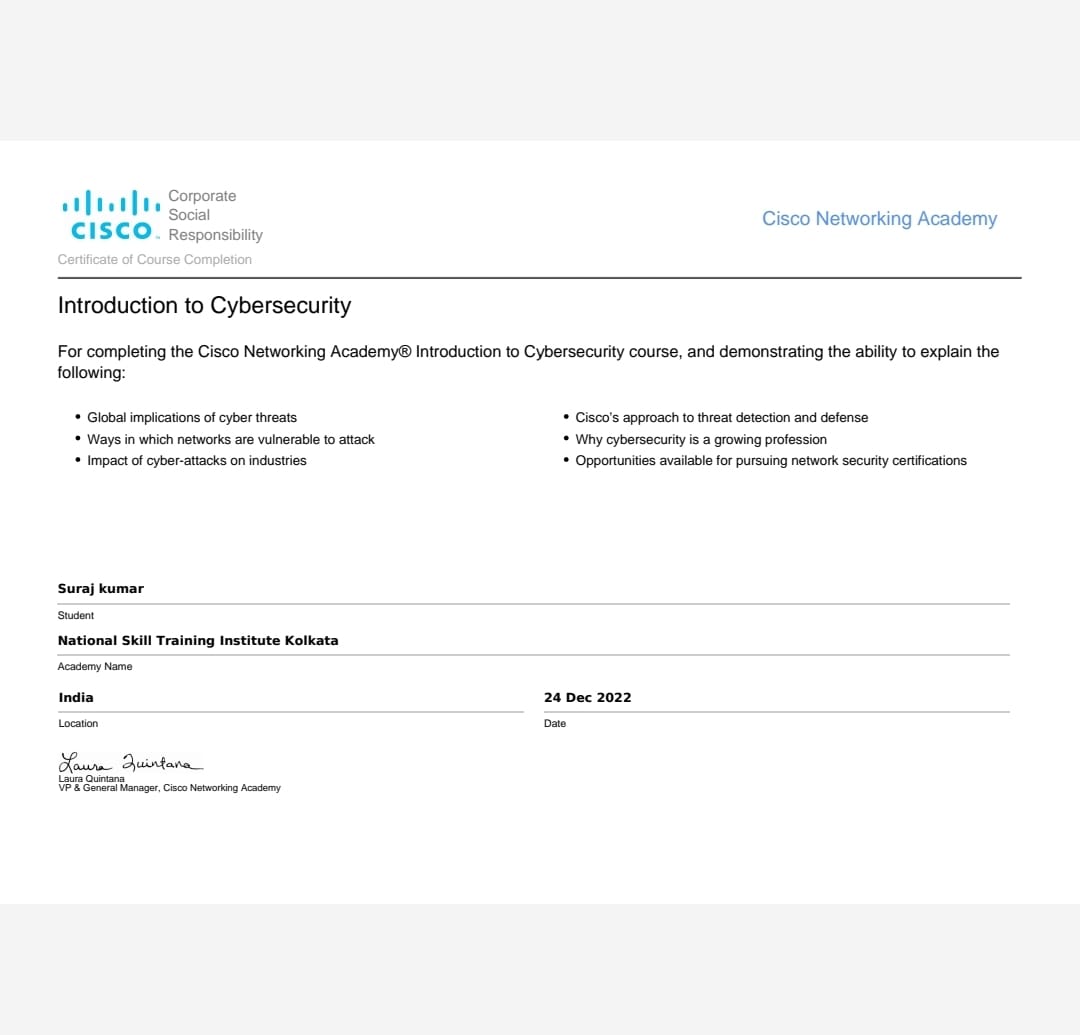 Corporate
Social
CISCO™ Responsibility
Cisco Networking Academy
Certificate of Course Completion
Introduction to Cybersecurity
For completing the Cisco Networking Academy® Introduction to Cybersecurity course, and demonstrating the ability to explain the
following:
• Global implications of cyber threats
• Ways in which networks are vulnerable to attack
• Impact of cyber-attacks on industries
• Cisco's approach to threat detection and defense
• Why cybersecurity is a growing profession
• Opportunities available for pursuing network security certifications
Suraj kumar
Student
National Skill Training Institute Kolkata
Academy Name
India
Location
24 Dec 2022
Date
Laura Quintana
Laura Quintana
VP & General Manager, Cisco Networking Academy